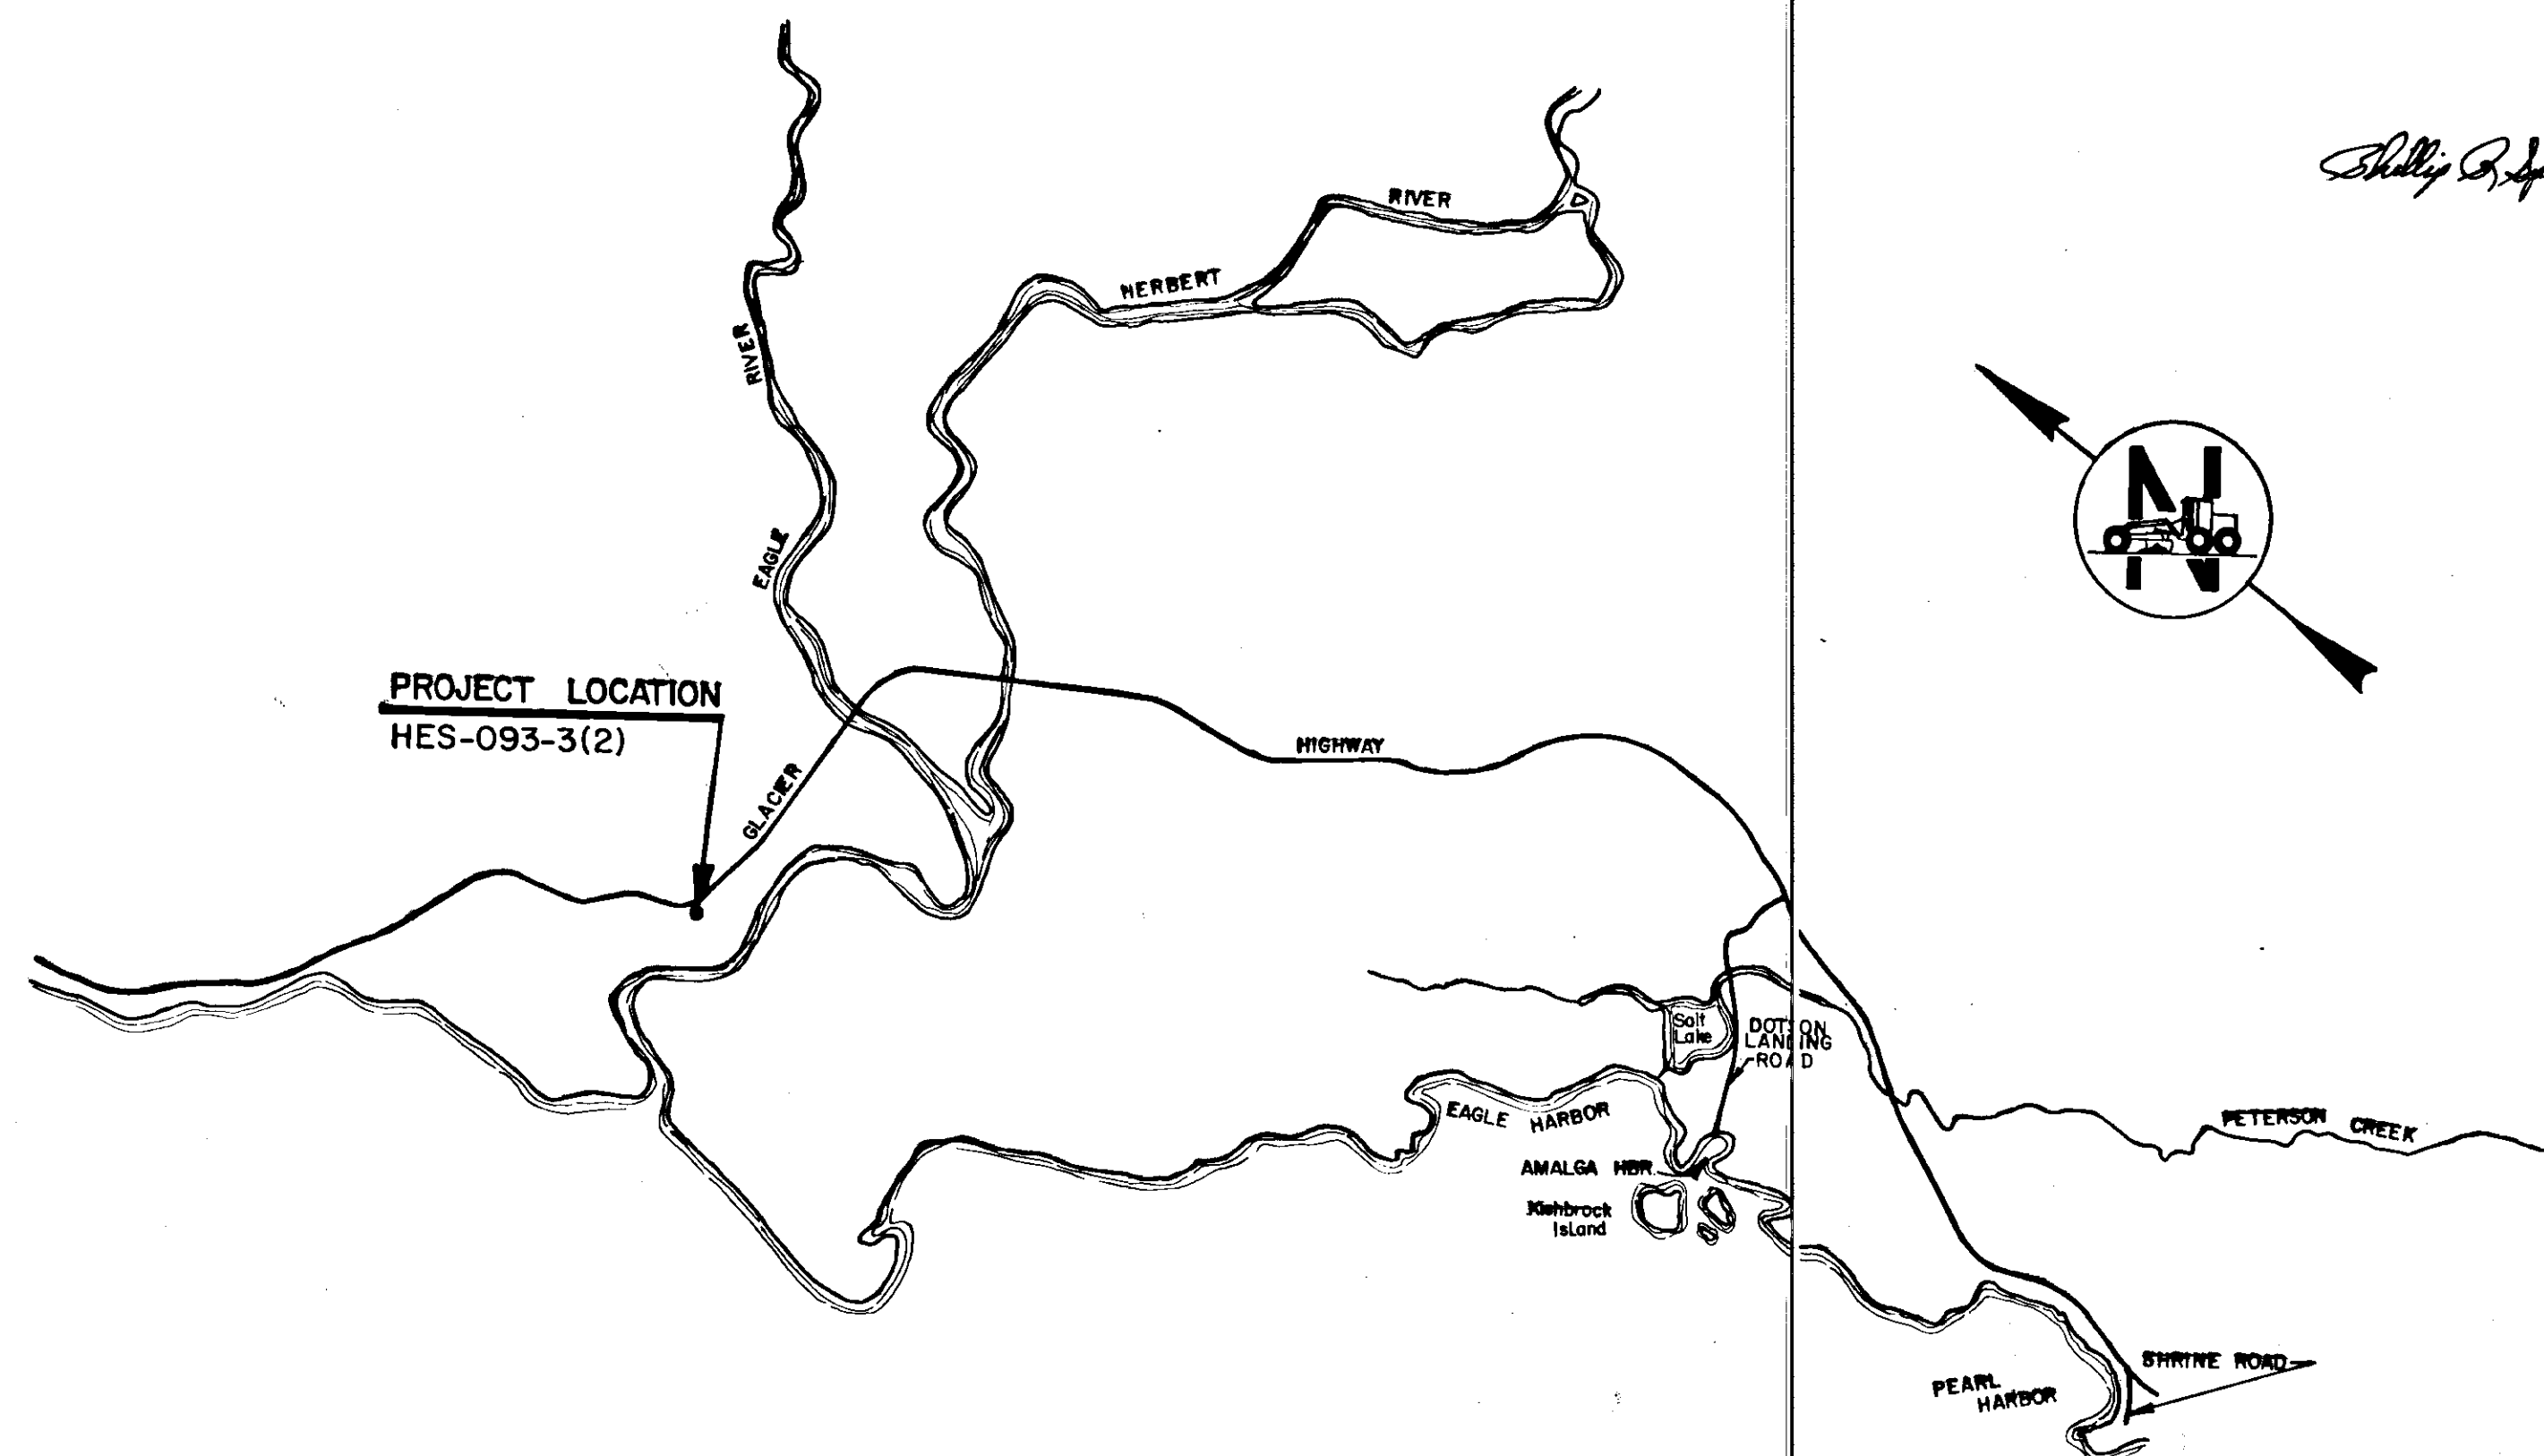 RIVER
HERBERT
RIVER
EAGLE
N
PROJECT LOCATION
HES-093-3(2)
GLACIER
HIGHWAY
Salt
Lake
DOTSON
LANDING
ROAD
EAGLE HARBOR
PETERSON CREEK
AMALGA HBR.
Island
SHRINE ROAD
PEARL
HARBOR